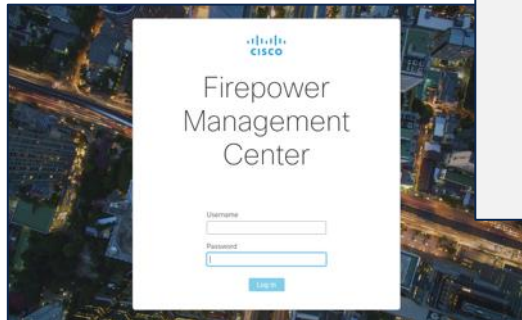 CISCO
Firepower
Management
Center
Username
Password
Log In